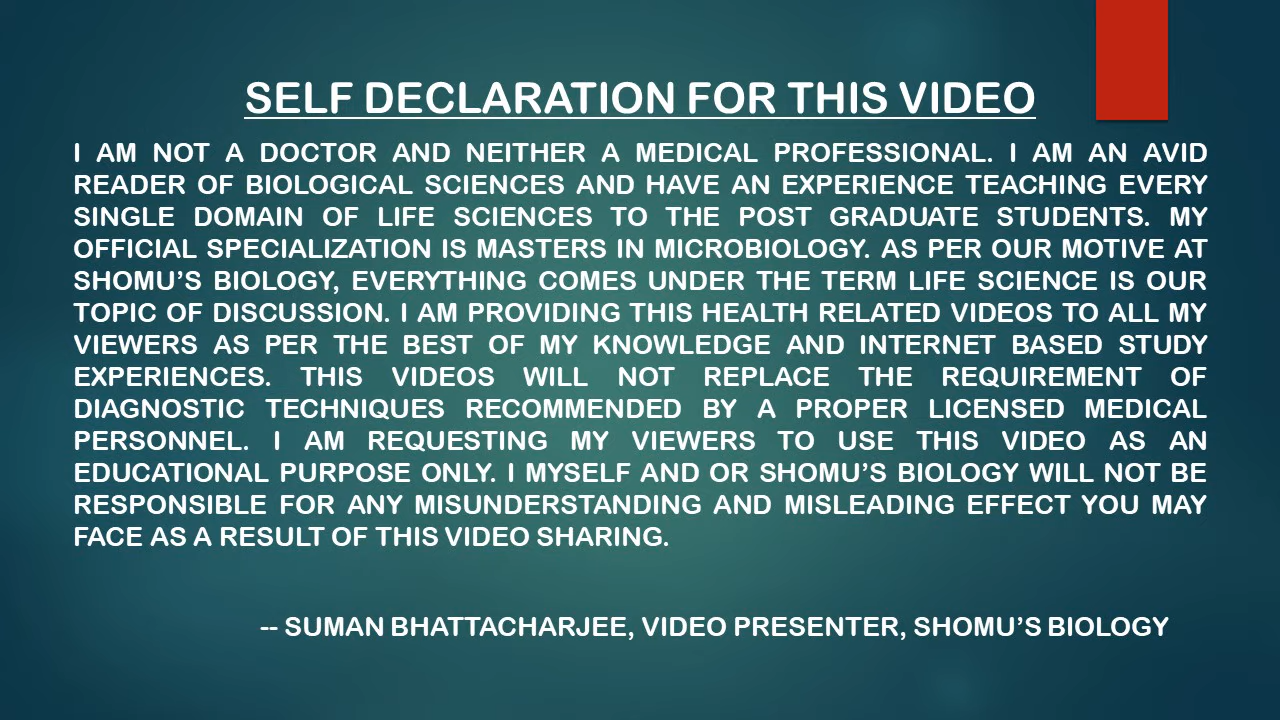 SELF DECLARATION FOR THIS VIDEO
I AM NOT A DOCTOR AND NEITHER A MEDICAL PROFESSIONAL. I AM AN AVID
READER OF BIOLOGICAL SCIENCES AND HAVE AN EXPERIENCE TEACHING EVERY
SINGLE DOMAIN OF LIFE SCIENCES TO THE POST GRADUATE STUDENTS. MY
OFFICIAL SPECIALIZATION IS MASTERS IN MICROBIOLOGY. AS PER OUR MOTIVE AT
SHOMU'S BIOLOGY, EVERYTHING COMES UNDER THE TERM LIFE SCIENCE IS OUR
TOPIC OF DISCUSSION. I AM PROVIDING THIS HEALTH RELATED VIDEOS TO ALL MY
VIEWERS AS PER THE BEST OF MY KNOWLEDGE AND INTERNET BASED STUDY
EXPERIENCES. THIS VIDEOS WILL NOT REPLACE THE REQUIREMENT OF
DIAGNOSTIC TECHNIQUES RECOMMENDED BY A PROPER LICENSED MEDICAL
PERSONNEL. I AM REQUESTING MY VIEWERS TO USE THIS VIDEO AS AN
EDUCATIONAL PURPOSE ONLY. I MYSELF AND OR SHOMU'S BIOLOGY WILL NOT BE
RESPONSIBLE FOR ANY MISUNDERSTANDING AND MISLEADING EFFECT YOU MAY
FACE AS A RESULT OF THIS VIDEO SHARING.
-- SUMAN BHATTACHARJEE, VIDEO PRESENTER, SHOMU'S BIOLOGY